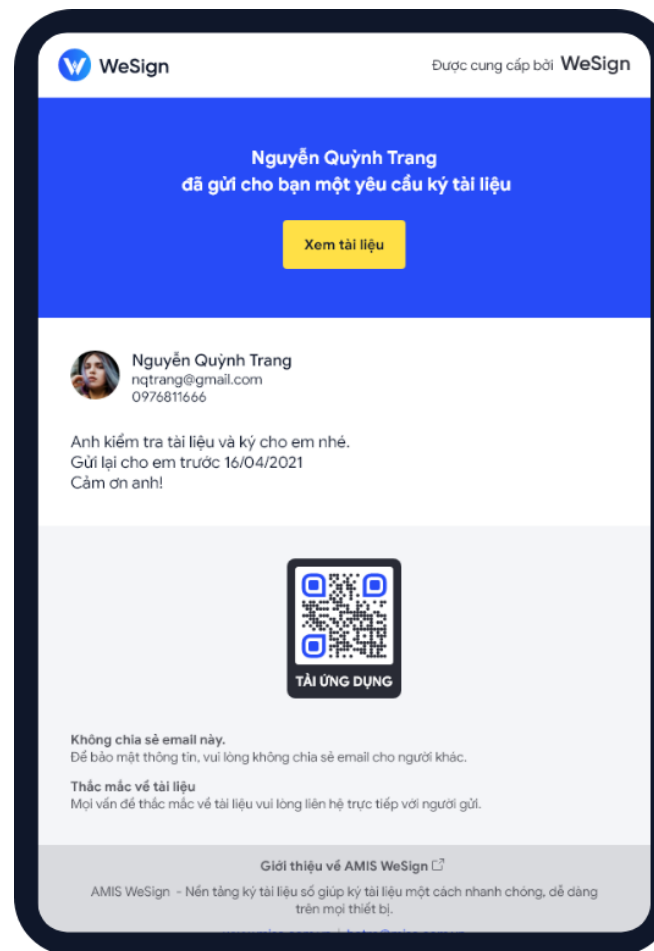 WeSign
Được cung cấp bởi WeSign
Nguyễn Quỳnh Trang
đã gửi cho bạn một yêu cầu ký tài liệu
Xem tài liệu
Nguyễn Quỳnh Trang
nqtrang@gmail.com
0976811666
Anh kiểm tra tài liệu và ký cho em nhé.
Gửi lại cho em trước 16/04/2021
Cảm ơn anh!
TẢI ỨNG DỤNG
Không chia sẻ email này.
Để bảo mật thông tin, vui lòng không chia sẻ email cho người khác.
Thắc mắc về tài liệu
Mọi vấn đề thắc mắc về tài liệu vui lòng liên hệ trực tiếp với người gửi.
Giới thiệu về AMIS WeSign
AMIS WeSign - Nền tảng ký tài liệu số giúp ký tài liệu một cách nhanh chóng, dễ dàng
trên mọi thiết bị.